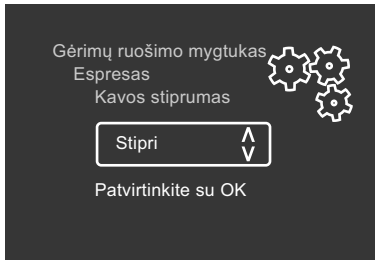 Gėrimų ruošimo mygtukas
Espresas
Kavos stiprumas
Stipri
Patvirtinkite su OK